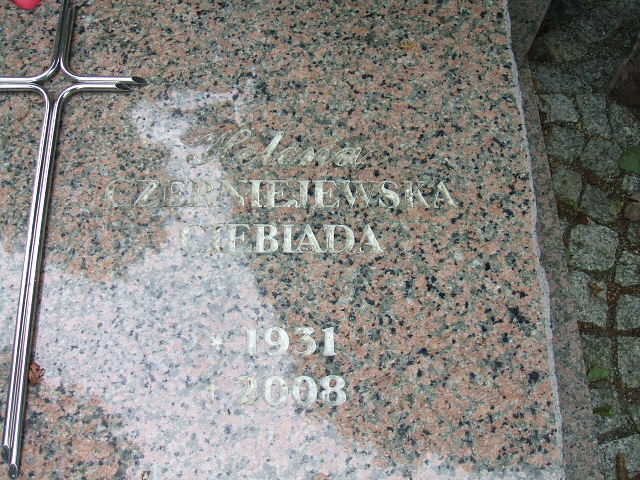 Helena
CZERNIEJEWSKA
CIEBIADA
* 1931
+ 2008